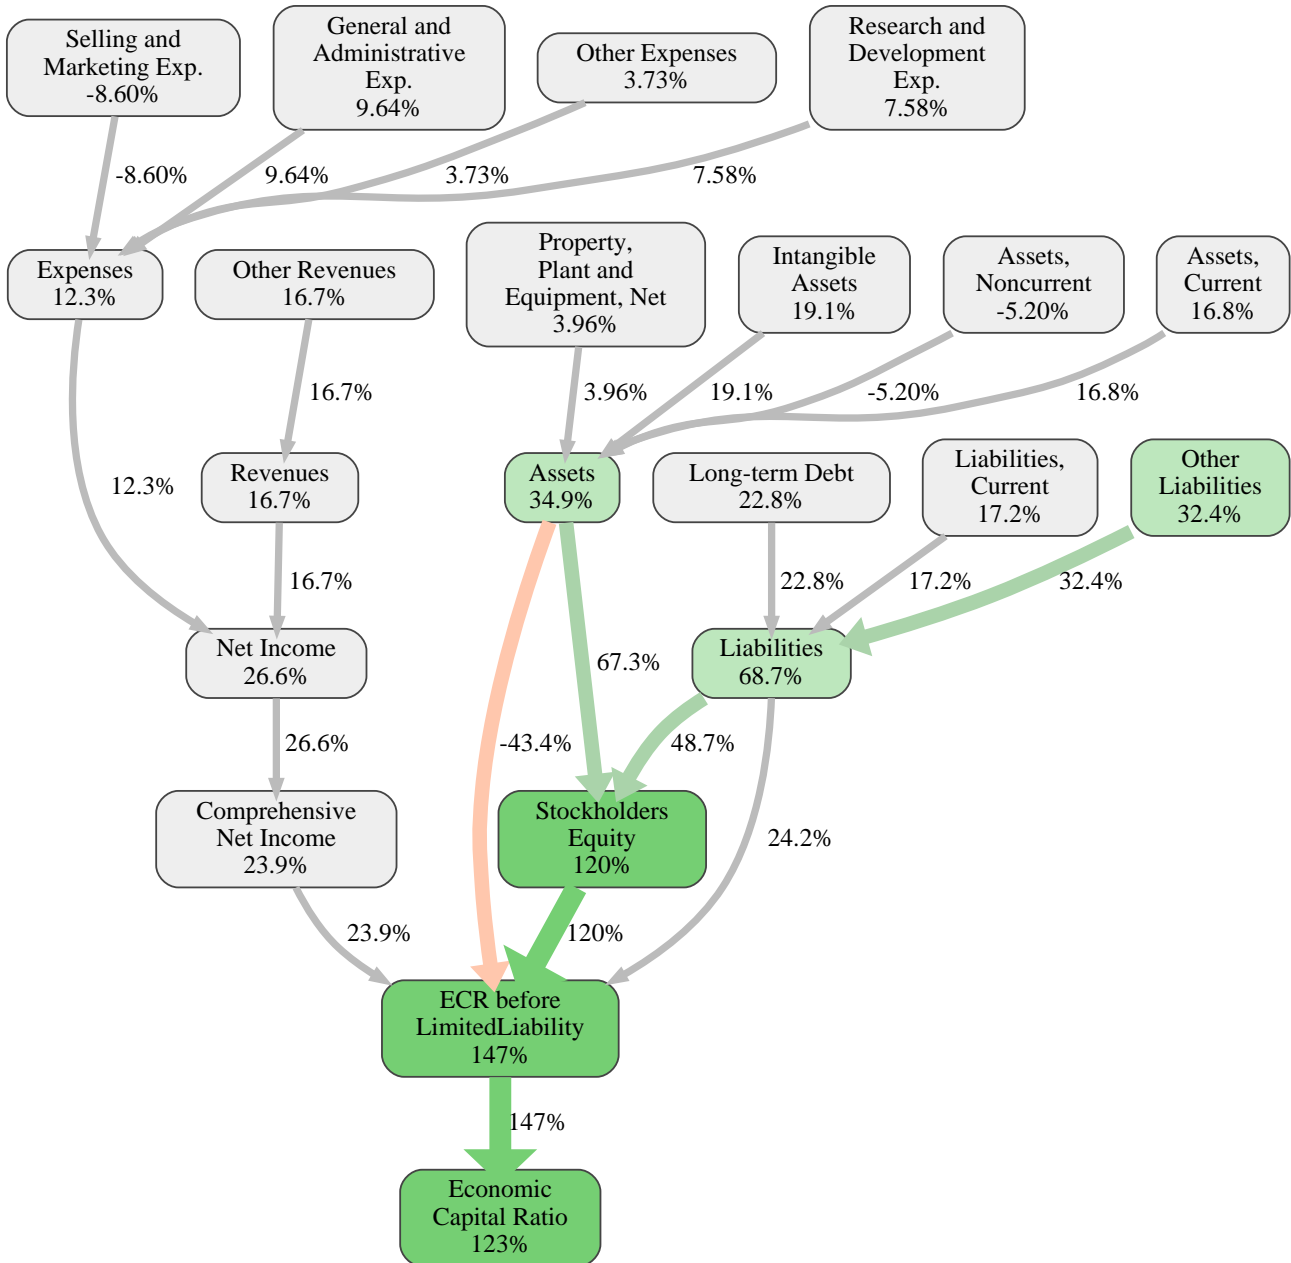 Selling and
Marketing Exp.
-8.60%
General and
Administrative
Exp.
9.64%
Other Expenses
3.73%
Research and
Development
Exp.
7.58%
-8.60%
9.64%
3.73%
7.58%
Expenses
12.3%
Other Revenues
16.7%
Property,
Plant and
Equipment, Net
3.96%
Intangible
Assets
19.1%
Assets,
Noncurrent
-5.20%
Assets,
Current
16.8%
16.7%
3.96%
19.1%
-5.20%
16.8%
12.3%
Revenues
16.7%
Assets
34.9%
Long-term Debt
22.8%
Liabilities,
Current
17.2%
Other
Liabilities
32.4%
16.7%
22.8%
17.2%
32.4%
Net Income
26.6%
67.3%
Liabilities
68.7%
26.6%
-43.4%
48.7%
Comprehensive
Net Income
23.9%
Stockholders
Equity
120%
24.2%
23.9%
120%
ECR before
LimitedLiability
147%
147%
Economic
Capital Ratio
123%